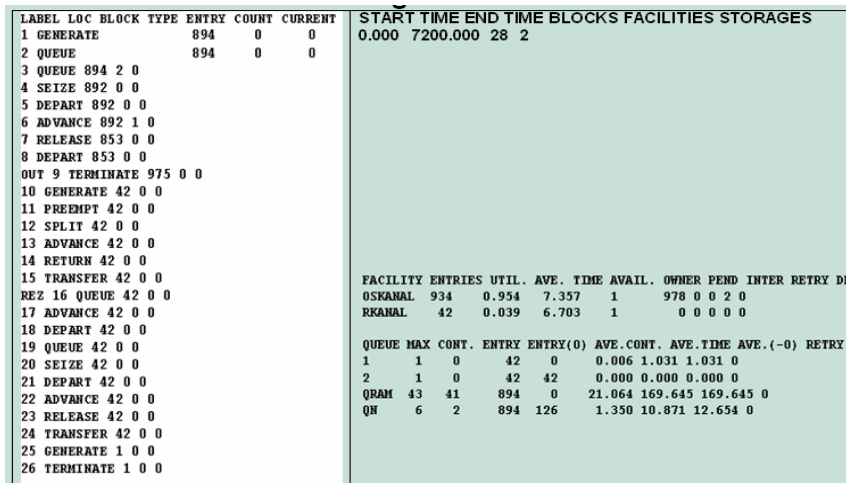 LABEL LOC BLOCK TYPE ENTRY COUNT CURRENT
1 GENERATE 894 0 0
2 QUEUE 894 0 0
3 QUEUE 894 2 0
4 SEIZE 892 0 0
5 DEPART 892 0 0
6 ADVANCE 892 1 0
7 RELEASE 853 0 0
8 DEPART 853 0 0
OUT 9 TERMINATE 975 0 0
10 GENERATE 42 0 0
11 PREEMPT 42 0 0
12 SPLIT 42 0 0
13 ADVANCE 42 0 0
14 RETURN 42 0 0
15 TRANSFER 42 0 0
REZ 16 QUEUE 42 0 0
17 ADVANCE 42 0 0
18 DEPART 42 0 0
19 QUEUE 42 0 0
20 SEIZE 42 0 0
21 DEPART 42 0 0
22 ADVANCE 42 0 0
23 RELEASE 42 0 0
24 TRANSFER 42 0 0
25 GENERATE 1 0 0
26 TERMINATE 1 0 0
START TIME END TIME BLOCKS FACILITIES STORAGES
0.000 7200.000 28 2
FACILITY ENTRIES UTIL. AVE. TIME AVAIL. OWNER PEND INTER RETRY
OSKANAL 934 0.954 7.357 1 978 0 0 2 0
RKANAL 42 0.039 6.703 1 0 0 0 0 0
QUEUE MAX CONT. ENTRY ENTRY(0) AVE.CONT. AVE.TIME AVE.(-0) RETRY
1 1 0 42 0 0.006 1.031 1.031 0
2 1 0 42 42 0.000 0.000 0.000 0
QRAM 43 41 894 0 21.064 169.645 169.645 0
QN 6 2 894 126 1.350 10.871 12.654 0